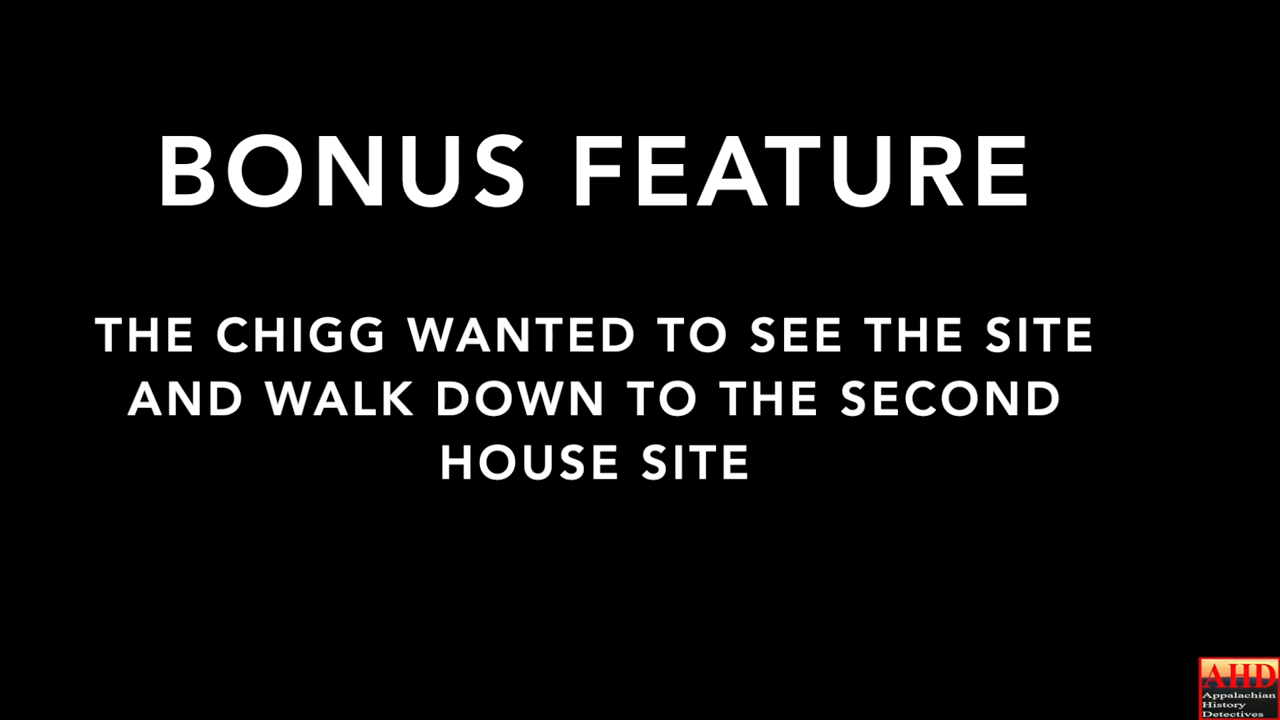 BONUS FEATURE
THE CHIGG WANTED TO SEE THE SITE
AND WALK DOWN TO THE SECOND
HOUSE SITE
AHD
Appalachian
History
Detectives